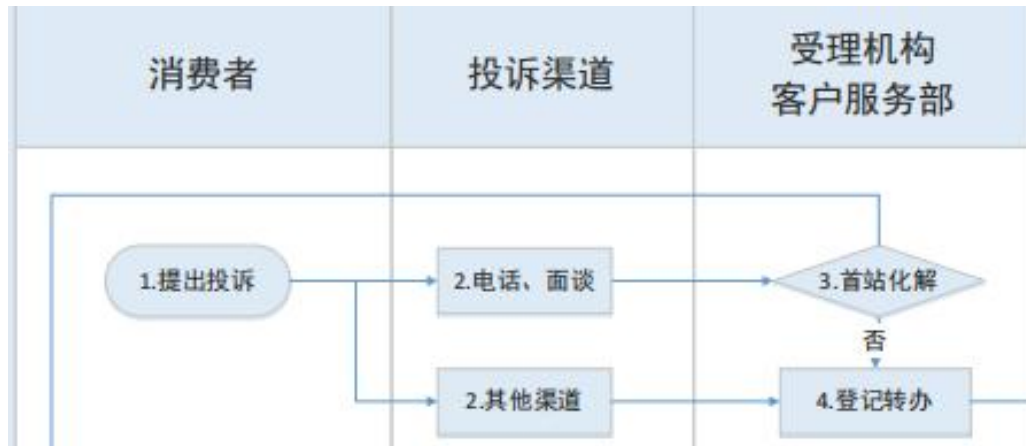 消费者
投诉渠道
受理机构
客户服务部
1.提出投诉
2.电话、面谈
3.首站化解
否
2.其他渠道
4.登记转办